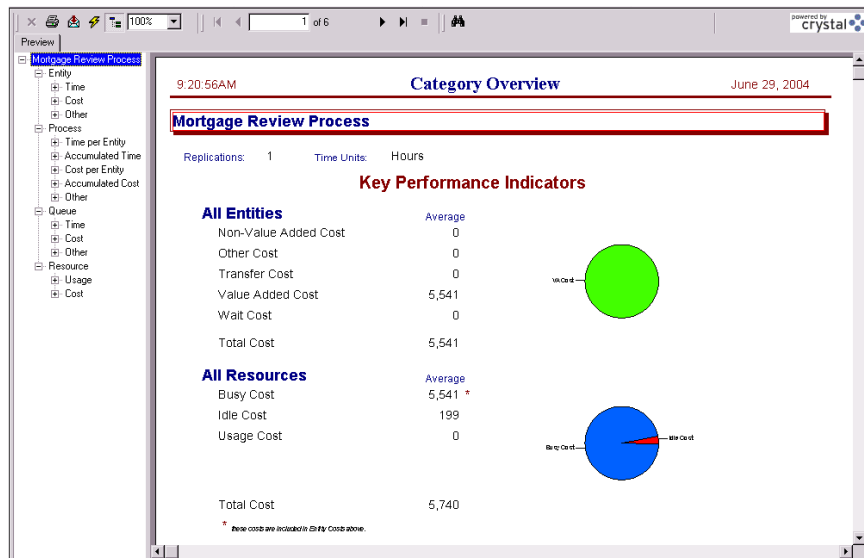 100%
1 of 6
powered by
crystal
Preview
Mortgage Review Process
Entity
Time
Cost
Other
Process
Time per Entity
Accumulated Time
Cost per Entity
Accumulated Cost
Other
Queue
Time
Cost
Other
Resource
Usage
Cost
9:20:56AM Category Overview June 29, 2004
Mortgage Review Process
Replications: 1 Time Units: Hours
Key Performance Indicators
All Entities Average
Non-Value Added Cost 0
Other Cost 0
Transfer Cost 0
Value Added Cost 5,541
Wait Cost 0
Total Cost 5,541
VA Cost
All Resources Average
Busy Cost 5,541 *
Idle Cost 199
Usage Cost 0
Busy Cost
Idle Cost
Total Cost 5,740
* these costs are included in Entity Costs above.